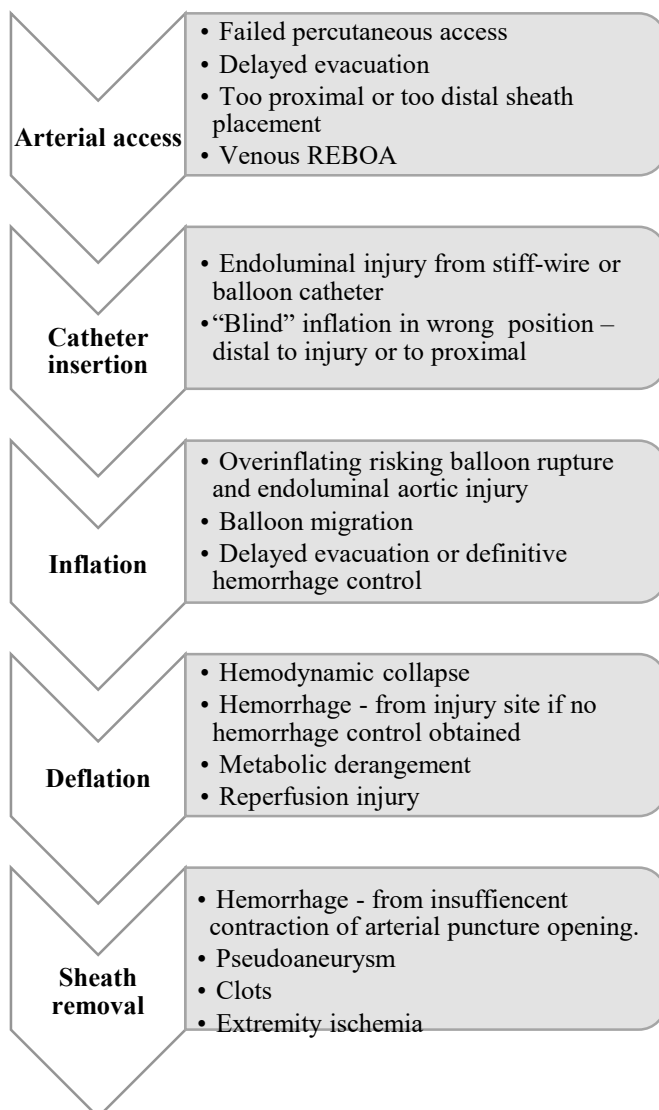 Arterial access
• Failed percutaneous access
• Delayed evacuation
• Too proximal or too distal sheath
placement
• Venous REBOA
Catheter
insertion
• Endoluminal injury from stiff-wire or
balloon catheter
• “Blind” inflation in wrong position –
distal to injury or to proximal
Inflation
• Overinflating risking balloon rupture
and endoluminal aortic injury
• Balloon migration
• Delayed evacuation or definitive
hemorrhage control
Deflation
• Hemodynamic collapse
• Hemorrhage - from injury site if no
hemorrhage control obtained
• Metabolic derangement
• Reperfusion injury
Sheath
removal
• Hemorrhage - from insuffiencent
contraction of arterial puncture opening.
• Pseudoaneurysm
• Clots
• Extremity ischemia